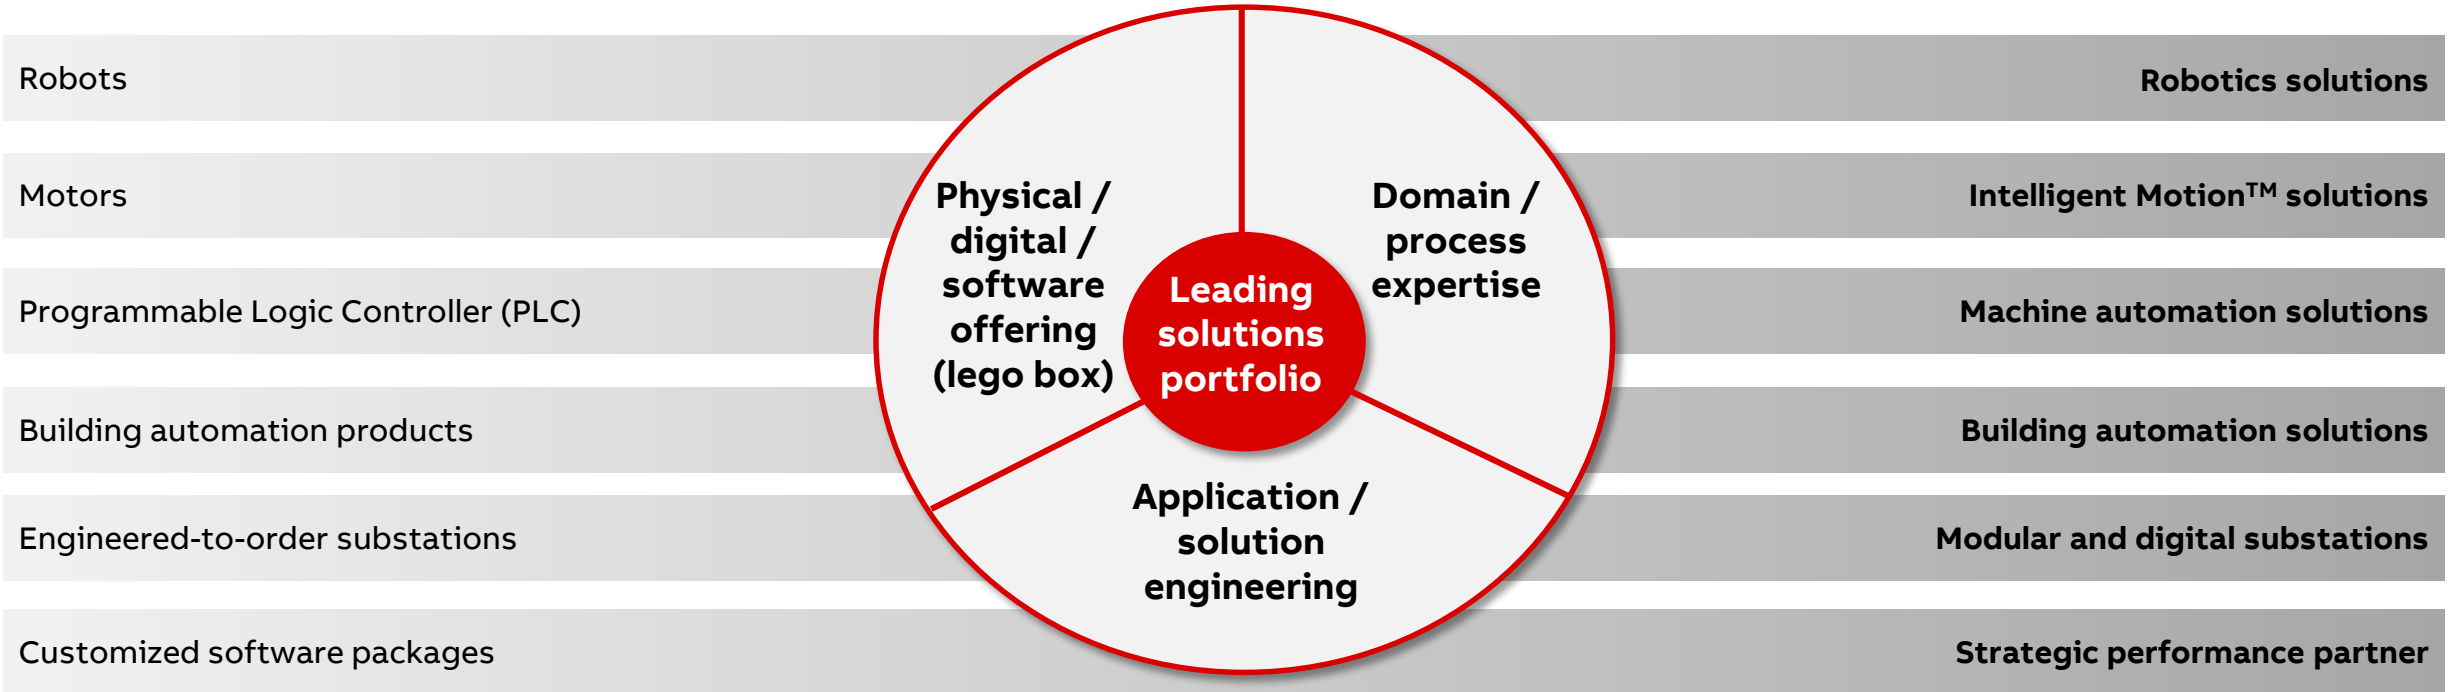 Robots
Motors
Programmable Logic Controller (PLC)
Building automation products
Engineered-to-order substations
Customized software packages
Physical /
digital /
software
offering
(lego box)
Domain /
process
expertise
Leading
solutions
portfolio
Application /
solution
engineering
Robotics solutions
Intelligent Motion™ solutions
Machine automation solutions
Building automation solutions
Modular and digital substations
Strategic performance partner